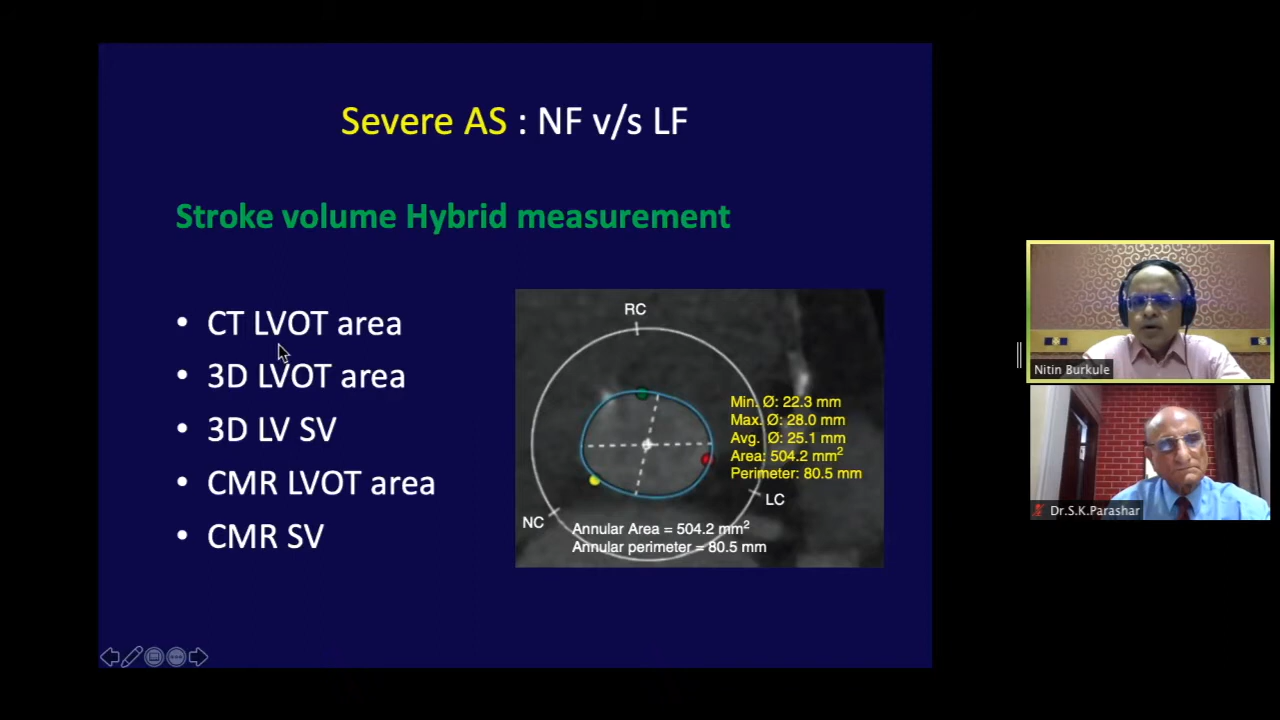 Severe AS : NF v/s LF
Stroke volume Hybrid measurement
• CT LVOT area
• 3D LVOT area
• 3D LV SV
• CMR LVOT area
• CMR SV
RC
Min. Ø: 22.3 mm
Max. Ø: 28.0 mm
Avg. Ø: 25.1 mm
Area: 504.2 mm²
Perimeter: 80.5 mm
LC
NC
Annular Area = 504.2 mm²
Annular perimeter = 80.5 mm
Nitin Burkule
Dr.S.K.Parashar